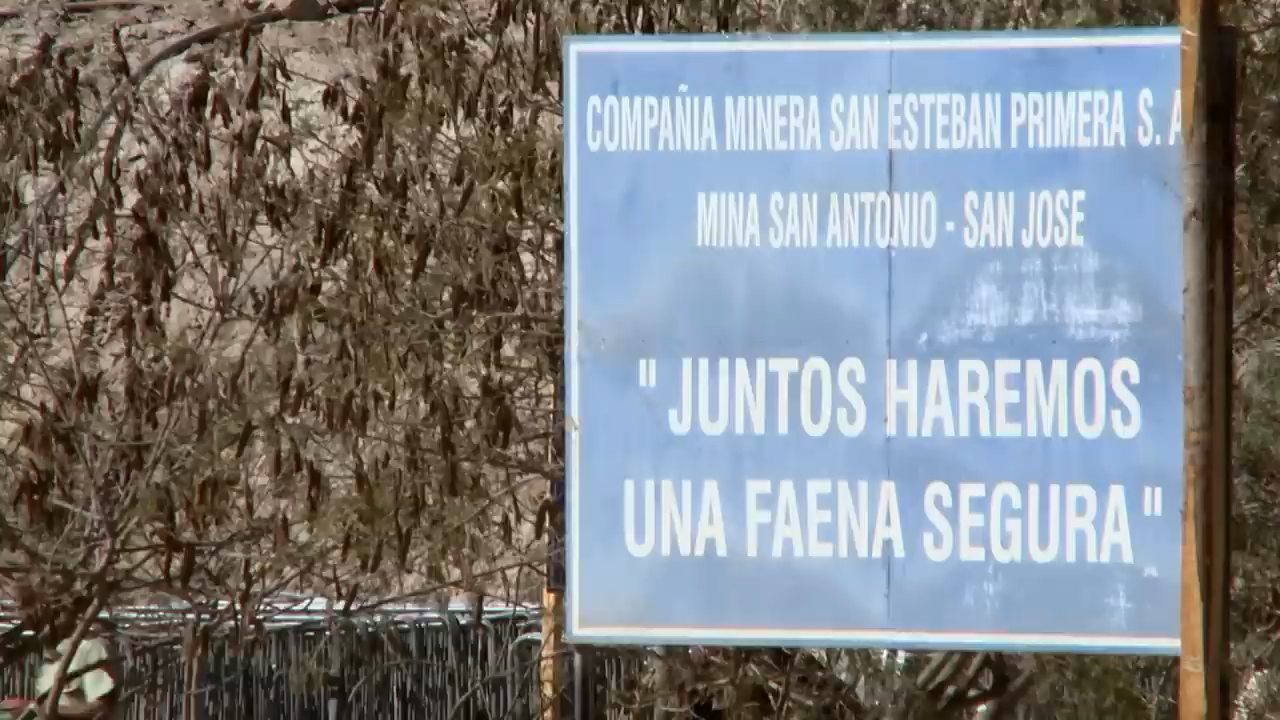 COMPAÑIA MINERA SAN ESTEBAN PRIMERA S. A
MINA SAN ANTONIO - SAN JOSE
" JUNTOS HAREMOS
UNA FAENA SEGURA "